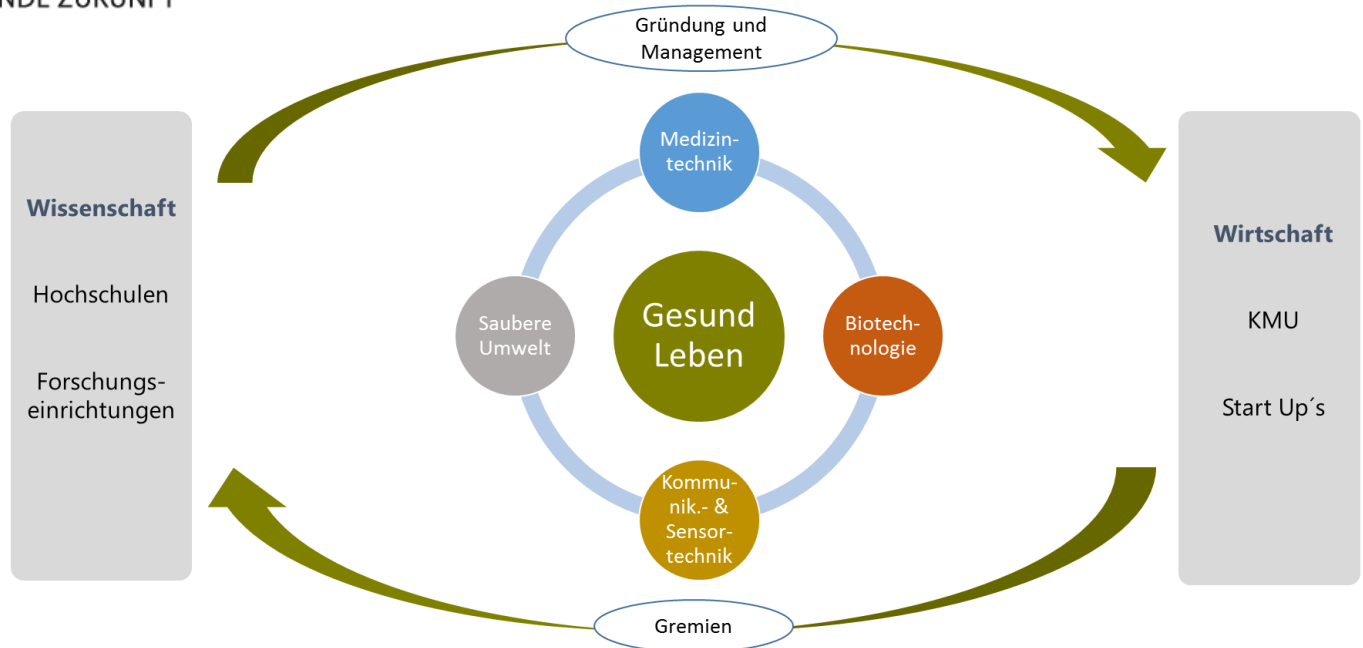 ZUKUNFT
Gründung und
Management
Wissenschaft
Hochschulen
Forschungs-
einrichtungen
Medizin-
technik
Saubere
Umwelt
Gesund
Leben
Biotech-
nologie
Kommu-
nik.- &
Sensor-
technik
Wirtschaft
KMU
Start Up´s
Gremien